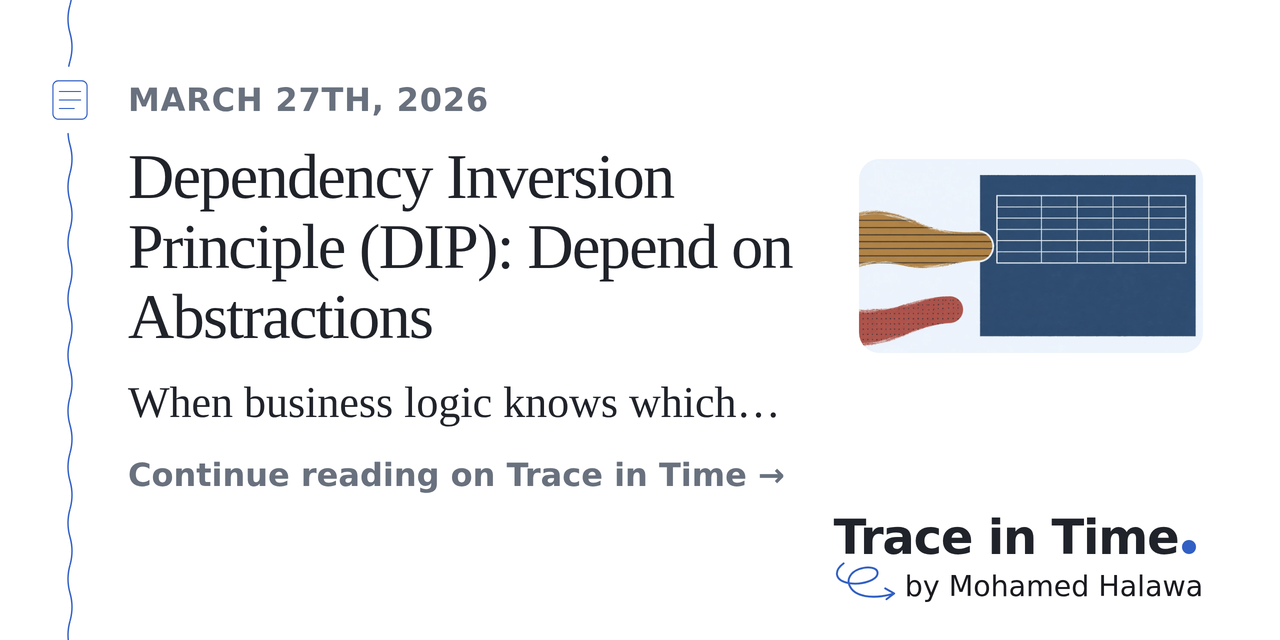 MARCH 27TH, 2026
Dependency Inversion
Principle (DIP): Depend on
Abstractions
When business logic knows which…
Continue reading on Trace in Time →
Trace in Time.
by Mohamed Halawa